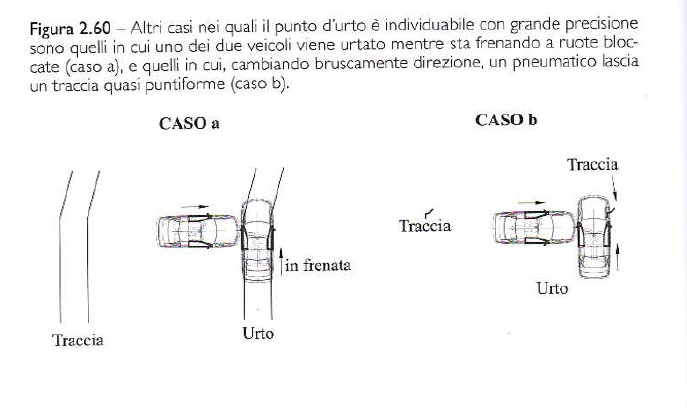 Figura 2.60 – Altri casi nei quali il punto d'urto è individuabile con grande precisione
sono quelli in cui uno dei due veicoli viene urtato mentre sta frenando a ruote bloc-
cate (caso a), e quelli in cui, cambiando bruscamente direzione, un pneumatico lascia
un traccia quasi puntiforme (caso b).
CASO a
CASO b
Traccia
Traccia
in frenata
Urto
Traccia
Urto